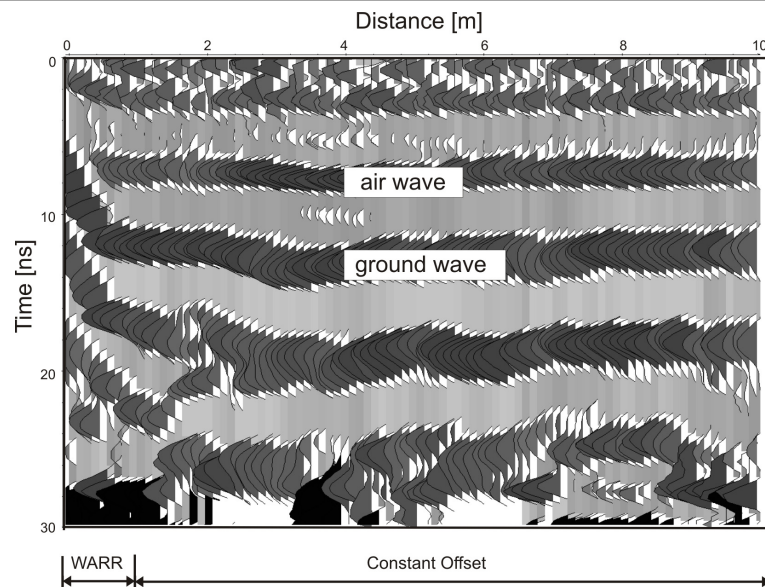 Distance [m]
0 2 4 6 8 10
0
10
20
30
Time [ns]
air wave
ground wave
WARR Constant Offset